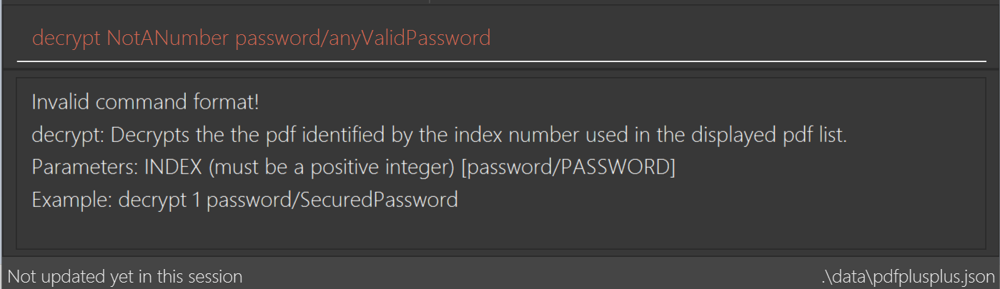 decrypt NotANumber password/anyValidPassword
Invalid command format!
decrypt: Decrypts the the pdf identified by the index number used in the displayed pdf list.
Parameters: INDEX (must be a positive integer) [password/PASSWORD]
Example: decrypt 1 password/SecuredPassword
Not updated yet in this session
.\data\pdfplusplus.json